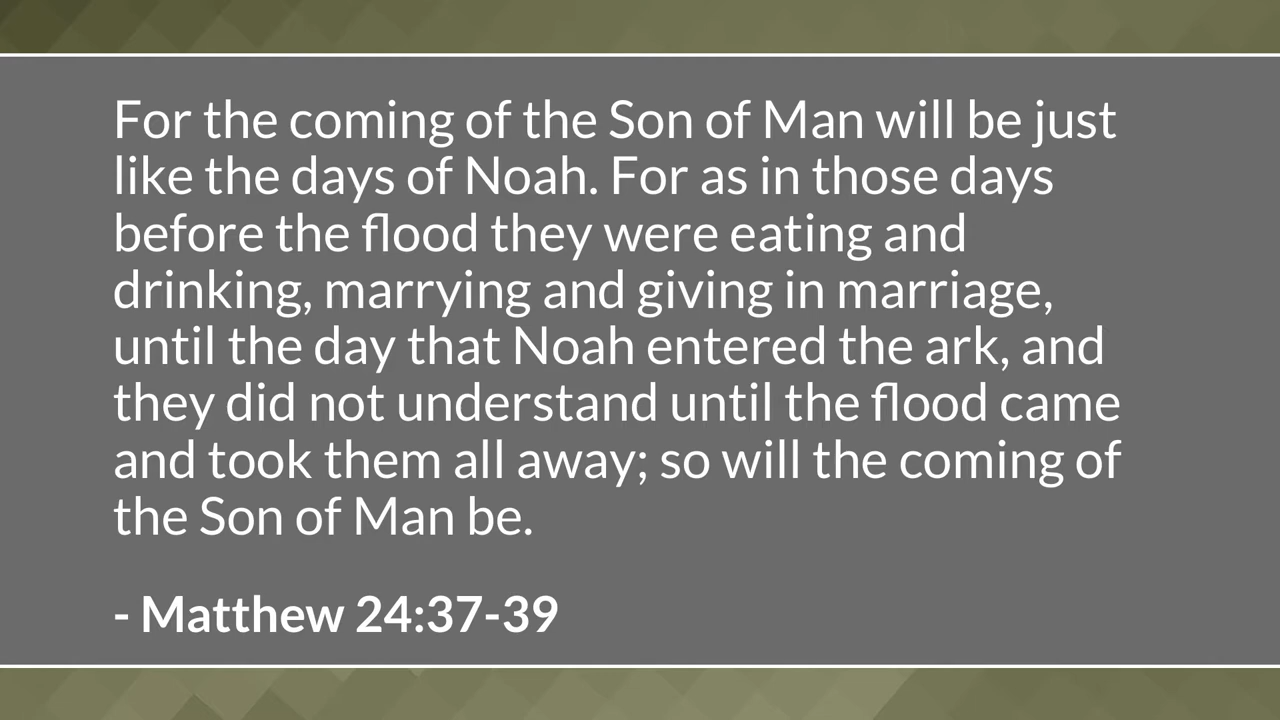 For the coming of the Son of Man will be just
like the days of Noah. For as in those days
before the flood they were eating and
drinking, marrying and giving in marriage,
until the day that Noah entered the ark, and
they did not understand until the flood came
and took them all away; so will the coming of
the Son of Man be.
- Matthew 24:37-39